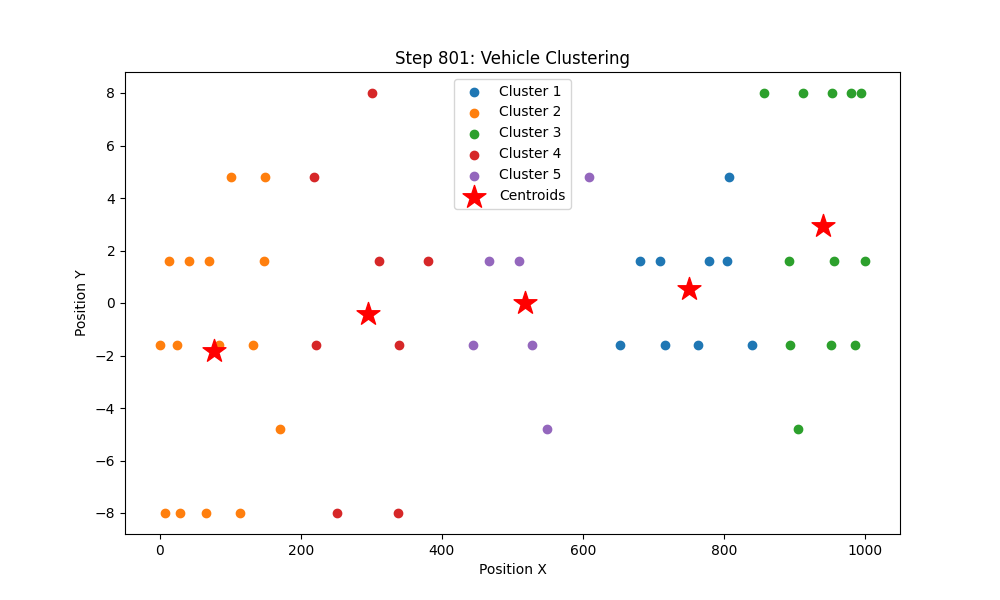 Step 801: Vehicle Clustering
Cluster 1
Cluster 2
Cluster 3
Cluster 4
Cluster 5
Centroids
Position Y
8
6
4
2
0
−2
−4
−6
−8
0 200 400 600 800 1000
Position X